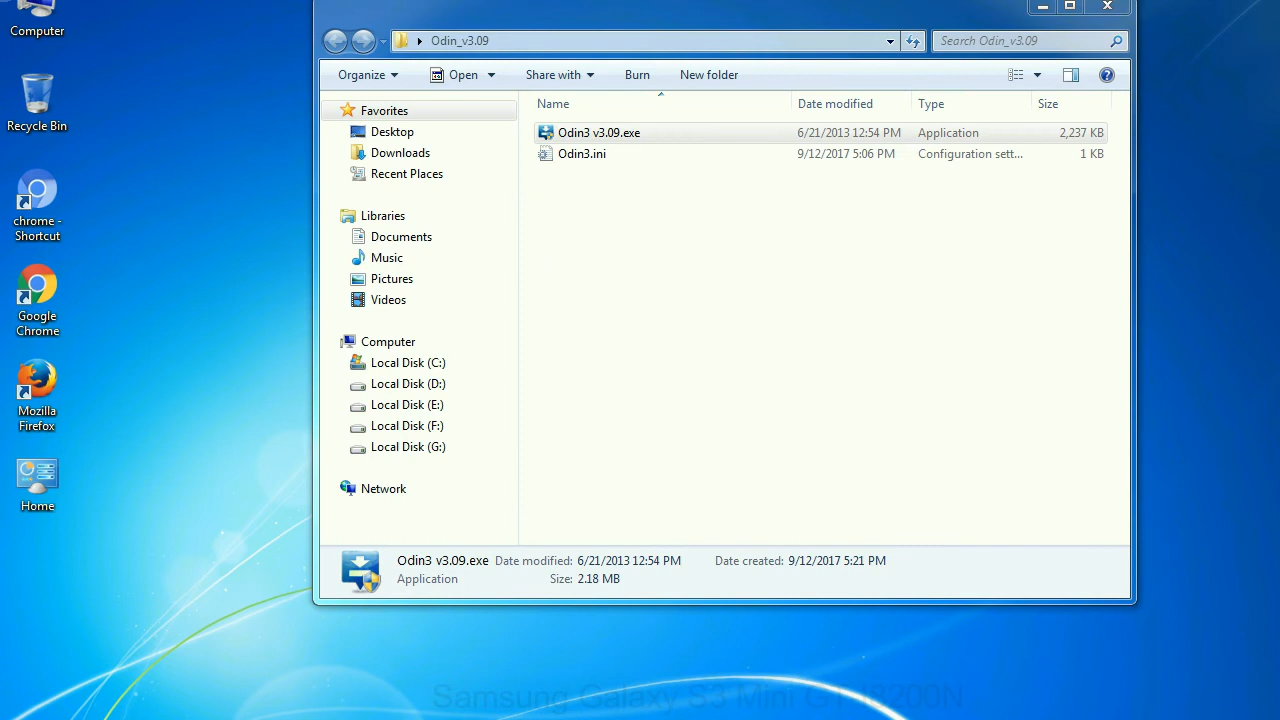 Computer
Recycle Bin
chrome -
Shortcut
Google
Chrome
Mozilla
Firefox
Home
Odin_v3.09
Search Odin_v3.09
Organize
Open
Share with
Burn
New folder
Favorites
Desktop
Downloads
Recent Places
Libraries
Documents
Music
Pictures
Videos
Computer
Local Disk (C:)
Local Disk (D:)
Local Disk (E:)
Local Disk (F:)
Local Disk (G:)
Network
Name Date modified Type Size
Odin3 v3.09.exe 6/21/2013 12:54 PM Application 2,237 KB
Odin3.ini 9/12/2017 5:06 PM Configuration sett... 1 KB
Odin3 v3.09.exe Date modified: 6/21/2013 12:54 PM Date created: 9/12/2017 5:21 PM
Application Size: 2.18 MB
Samsung Galaxy S3 Mini